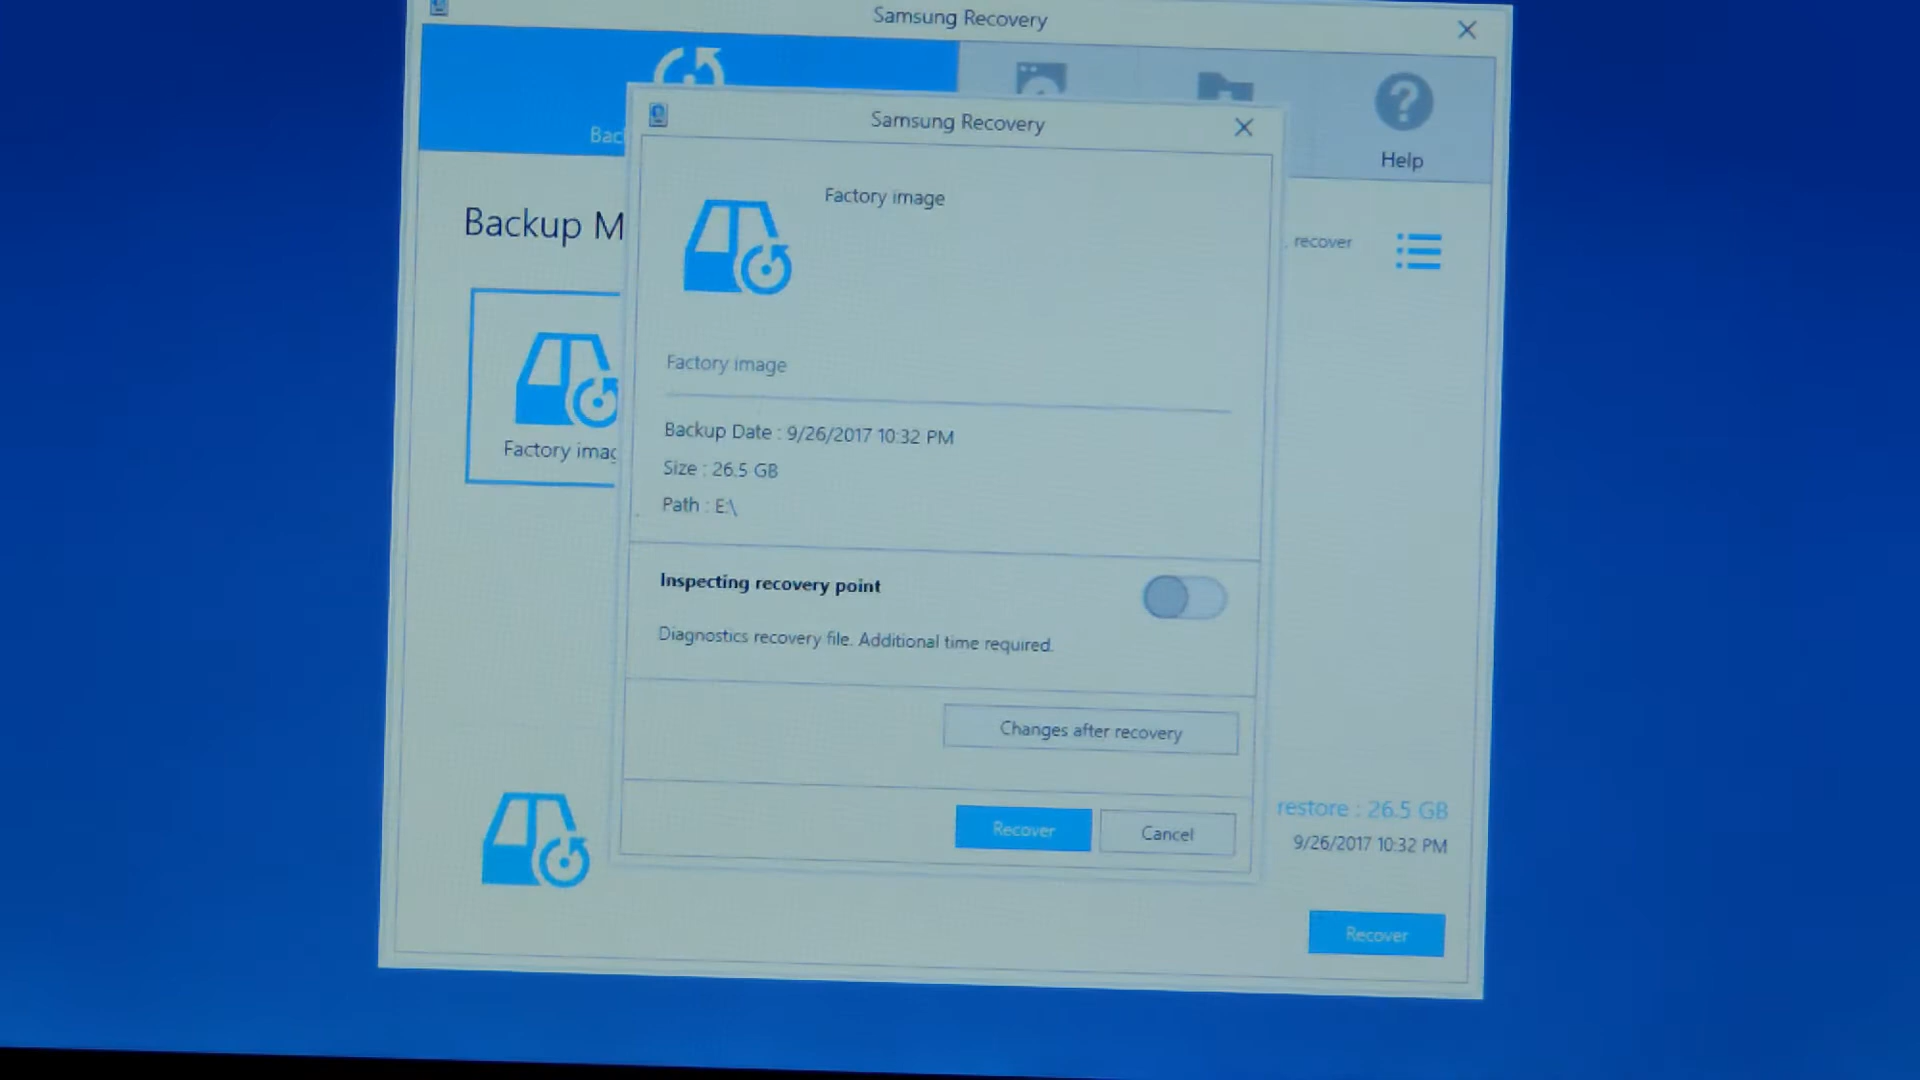 Samsung Recovery
Help
Backup M
recover
Factory imag
restore : 26.5 GB
9/26/2017 10:32 PM
Recover
Samsung Recovery
Factory image
Factory image
Backup Date : 9/26/2017 10:32 PM
Size : 26.5 GB
Path : E:\
Inspecting recovery point
Diagnostics recovery file. Additional time required.
Changes after recovery
Recover
Cancel